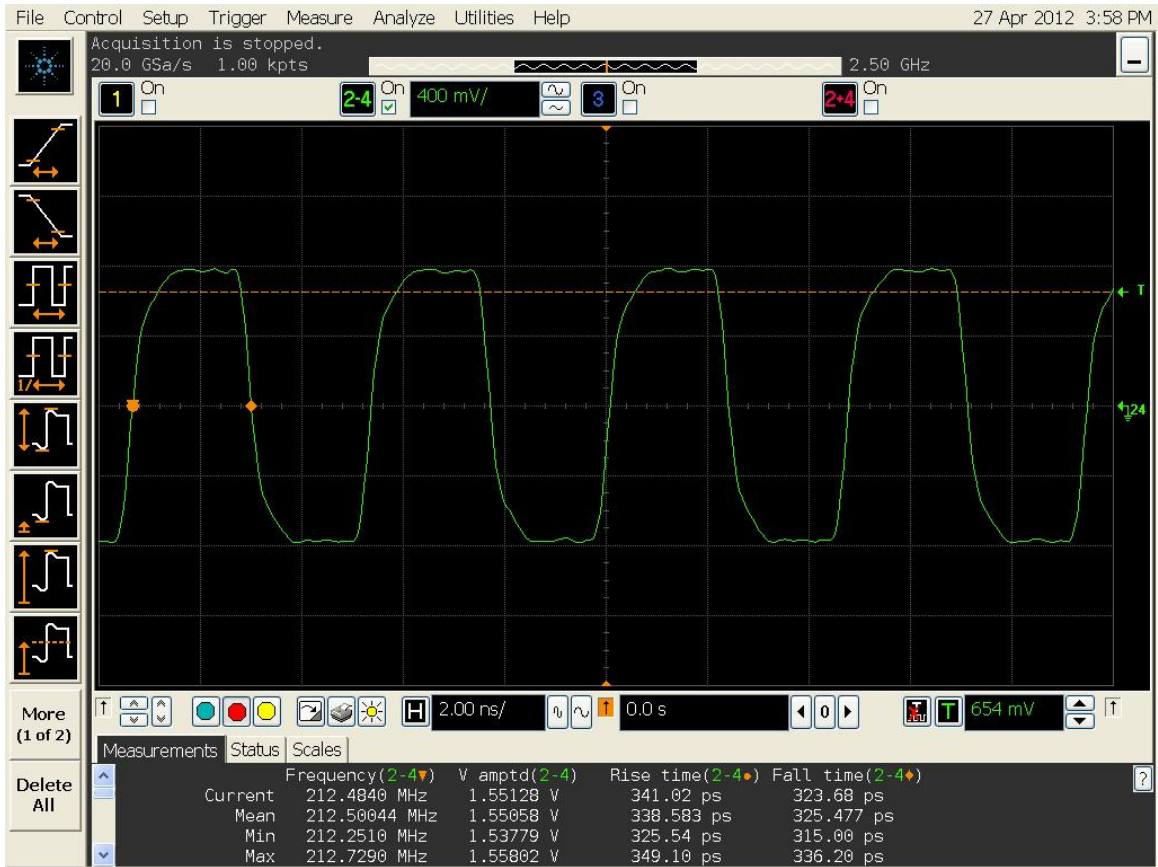 File Control Setup Trigger Measure Analyze Utilities Help 27 Apr 2012 3:58 PM
Acquisition is stopped.
20.0 GSa/s 1.00 kpts 2.50 GHz
1 On 2-4 On 400 mV/ 3 On 2+4 On
T
24
1/
More
(1 of 2)
Delete
All
H 2.00 ns/ 0.0 s 0 T 654 mV
Measurements Status Scales
Frequency(2-4) V amptd(2-4) Rise time(2-4) Fall time(2-4) ?
Current 212.4840 MHz 1.55128 V 341.02 ps 323.68 ps
Mean 212.50044 MHz 1.55058 V 338.583 ps 325.477 ps
Min 212.2510 MHz 1.53779 V 325.54 ps 315.00 ps
Max 212.7290 MHz 1.55802 V 349.10 ps 336.20 ps